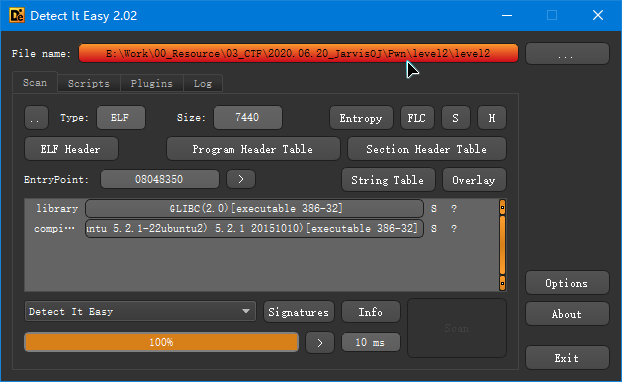 Detect It Easy 2.02
File name: E:\Work\00_Resource\03_CTF\2020.06.20_JarvisOJ\Pwn\level2\level2 ...
Scan Scripts Plugins Log
.. Type: ELF Size: 7440 Entropy FLC S H
ELF Header Program Header Table Section Header Table
EntryPoint: 08048350 > String Table Overlay
library GLIBC(2.0)[executable 386-32] S ?
compi… untu 5.2.1-22ubuntu2) 5.2.1 20151010)[executable 386-32] S ?
Options
Detect It Easy Signatures Info Scan About
100% > 10 ms
Exit